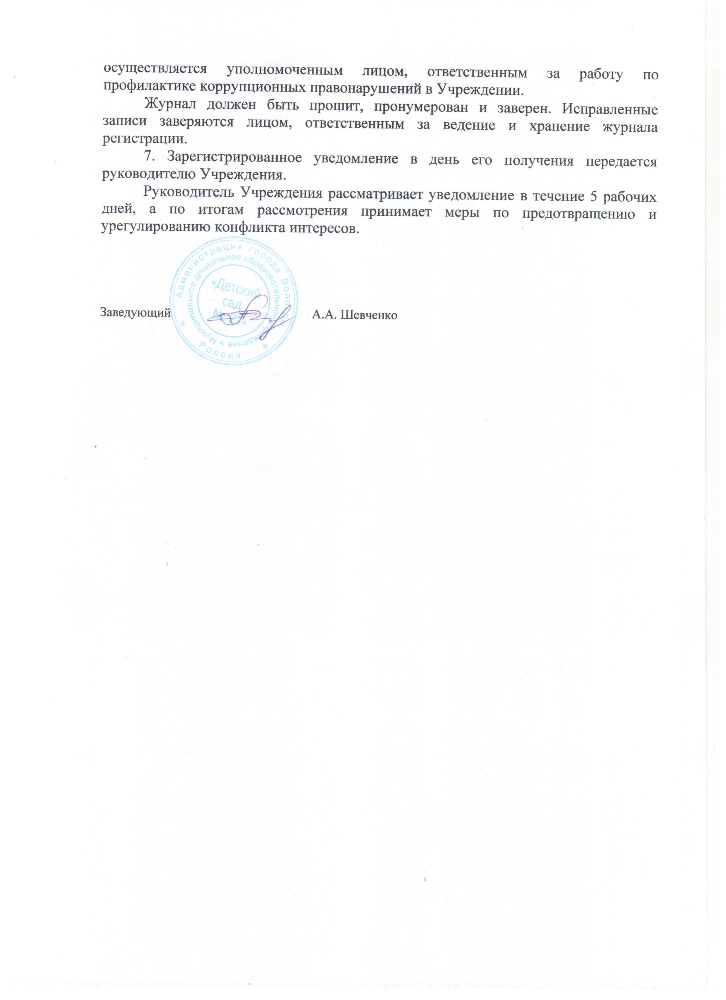 осуществляется уполномоченным лицом, ответственным за работу по
профилактике коррупционных правонарушений в Учреждении.
Журнал должен быть прошит, пронумерован и заверен. Исправленные
записи заверяются лицом, ответственным за ведение и хранение журнала
регистрации.
7. Зарегистрированное уведомление в день его получения передается
руководителю Учреждения.
Руководитель Учреждения рассматривает уведомление в течение 5 рабочих
дней, а по итогам рассмотрения принимает меры по предотвращению и
урегулированию конфликта интересов.
Администрация города
Россия
Муниципальное дошкольное образовательное учреждение
«Детский
сад
Заведующий
А.А. Шевченко